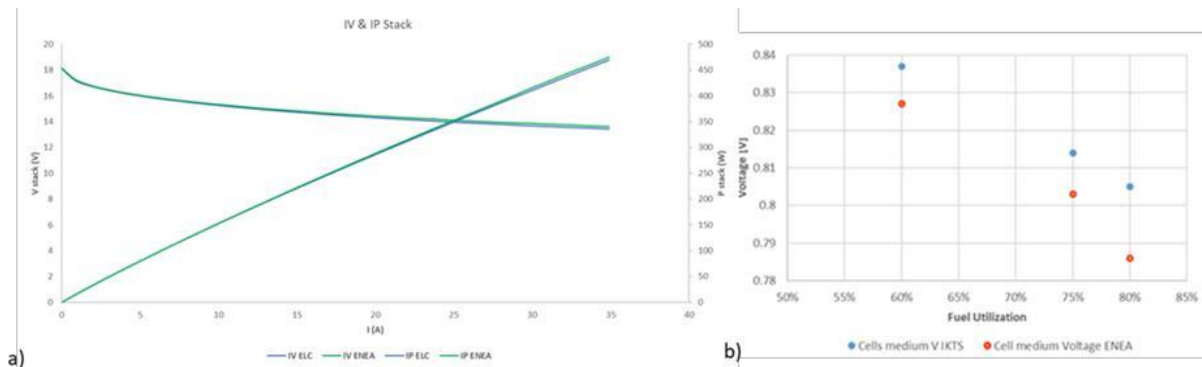 IV & IP Stack
20
18
16
14
12
10
8
6
4
2
0
V stack (V)
500
450
400
350
300
250
200
150
100
50
0
P stack (W)
0 5 10 15 20 25 30 35 40
I (A)
IV ELC IV ENEA IP ELC IP ENEA
a)
0.84
0.83
0.82
0.81
0.8
0.79
0.78
Voltage [V]
50% 55% 60% 65% 70% 75% 80% 85%
Fuel Utilization
Cells medium V IKTS Cell medium Voltage ENEA
b)